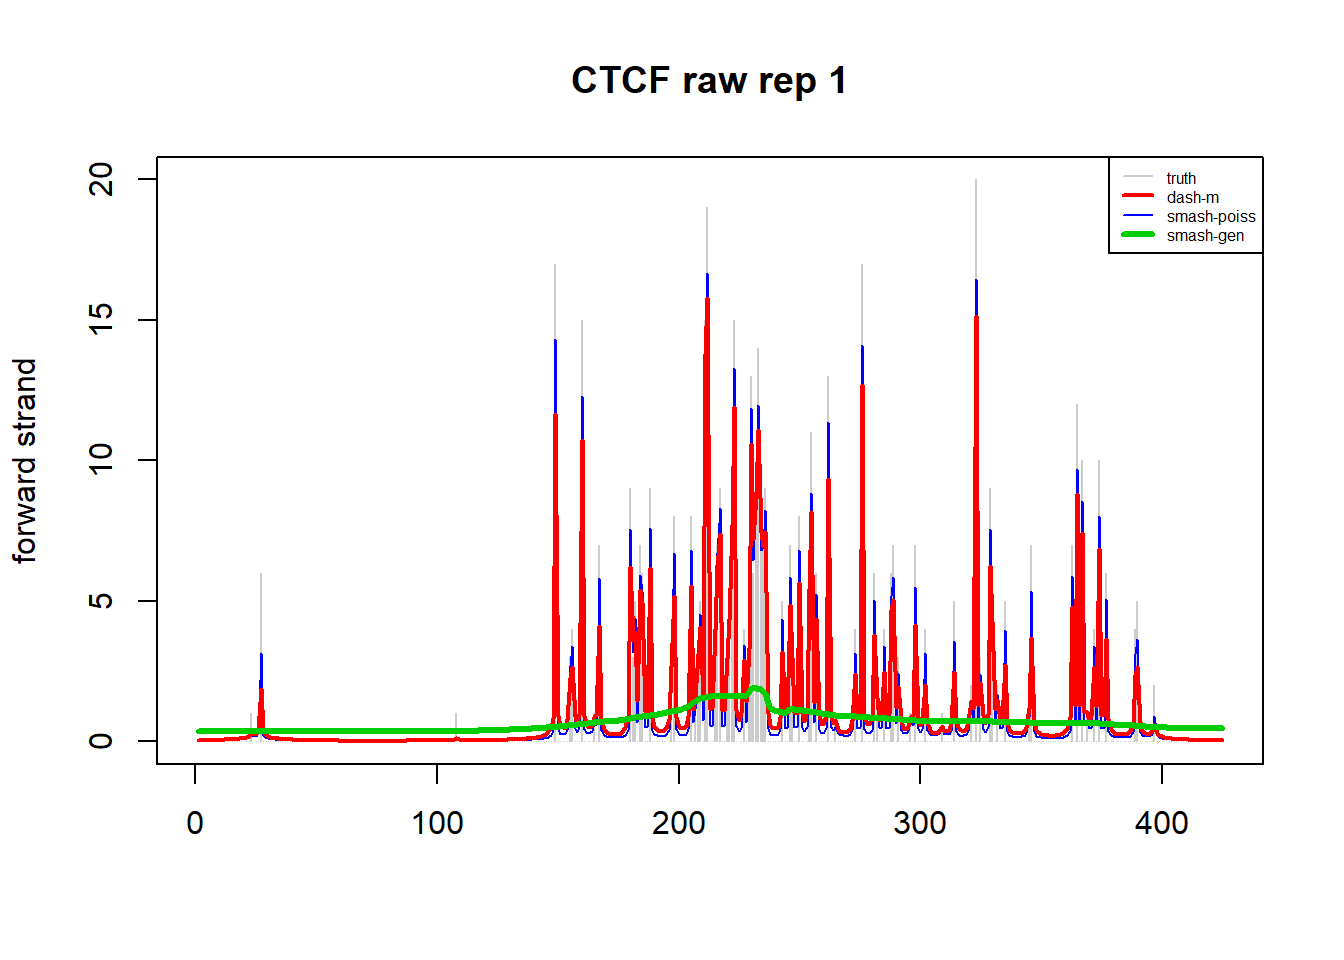 CTCF raw rep 1
truth
dash-m
smash-poiss
smash-gen
forward strand
20
15
10
5
0
0 100 200 300 400